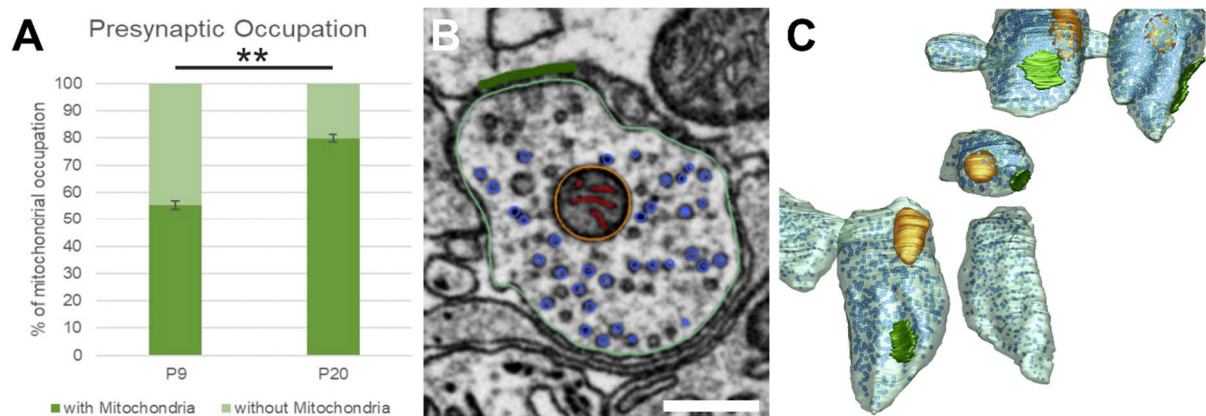 A
Presynaptic Occupation
**
% of mitochondrial occupation
100
90
80
70
60
50
40
30
20
10
0
P9 P20
with Mitochondria without Mitochondria
B
C